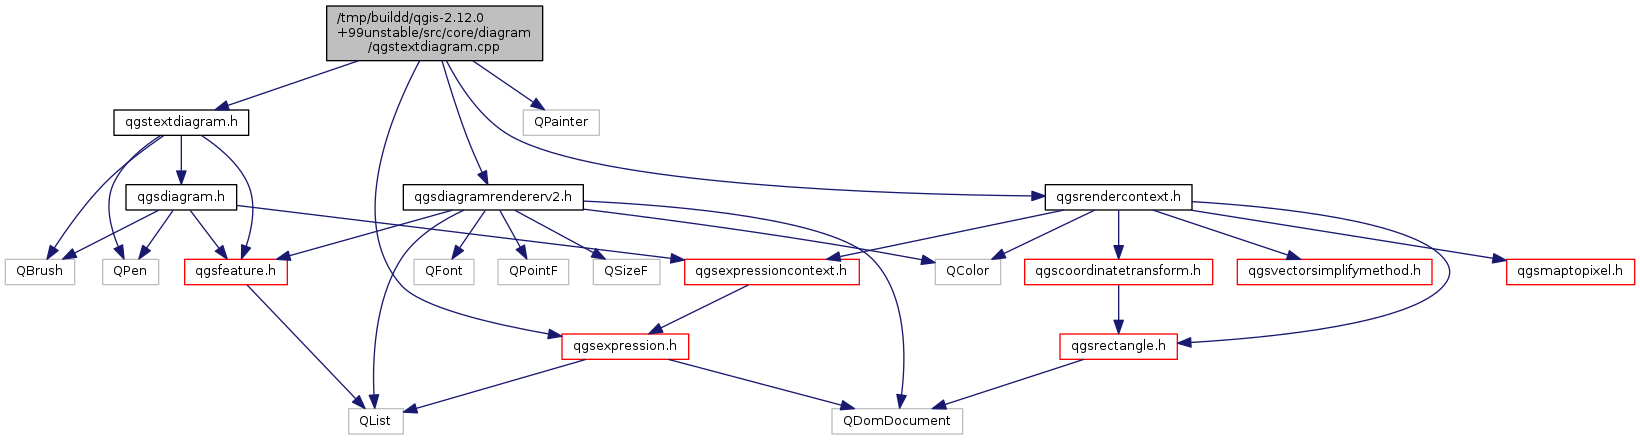 /tmp/buildd/qgis-2.12.0
+99unstable/src/core/diagram
/qgstextdiagram.cpp
qgstextdiagram.h
QPainter
qgsdiagram.h
qgsdiagramrendererv2.h
qgsrendercontext.h
QBrush
QPen
qgsfeature.h
QFont
QPointF
QSizeF
qgsexpressioncontext.h
QColor
qgscoordinatetransform.h
qgsvectorsimplifymethod.h
qgsmaptopixel.h
qgsexpression.h
qgsrectangle.h
QList
QDomDocument